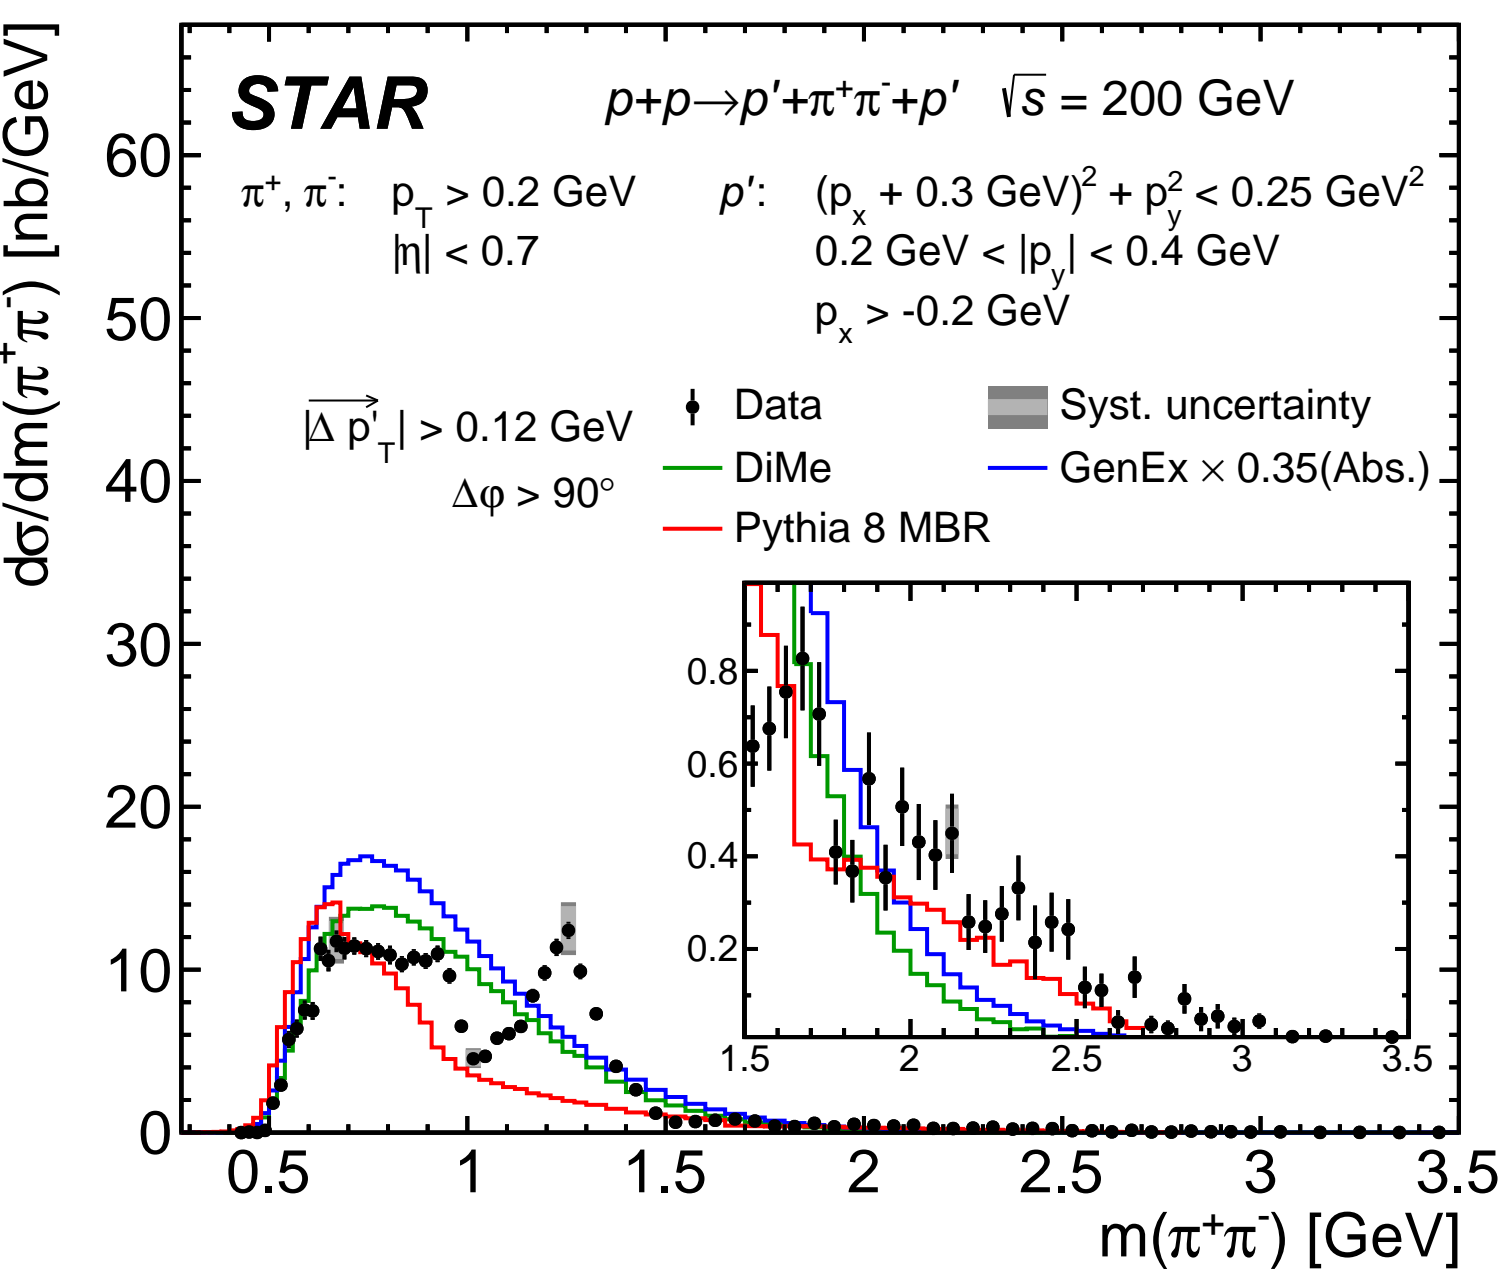 STAR p+p→p′+π⁺π⁻+p′ √s = 200 GeV
π⁺, π⁻: p_T > 0.2 GeV p′: (p_x + 0.3 GeV)² + p_y² < 0.25 GeV²
|η| < 0.7 0.2 GeV < |p_y| < 0.4 GeV
p_x > -0.2 GeV
|Δ p⃗'_T| > 0.12 GeV
Δφ > 90°
Data Syst. uncertainty
DiMe GenEx × 0.35(Abs.)
Pythia 8 MBR
dσ/dm(π⁺π⁻) [nb/GeV]
60
50
40
30
20
10
0
0.8
0.6
0.4
0.2
1.5 2 2.5 3 3.5
0.5 1 1.5 2 2.5 3 3.5
m(π⁺π⁻) [GeV]